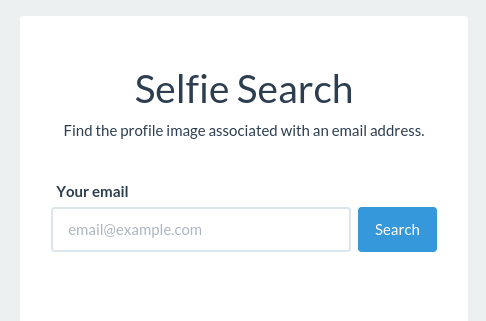 Selfie Search
Find the profile image associated with an email address.
Your email
email@example.com
Search